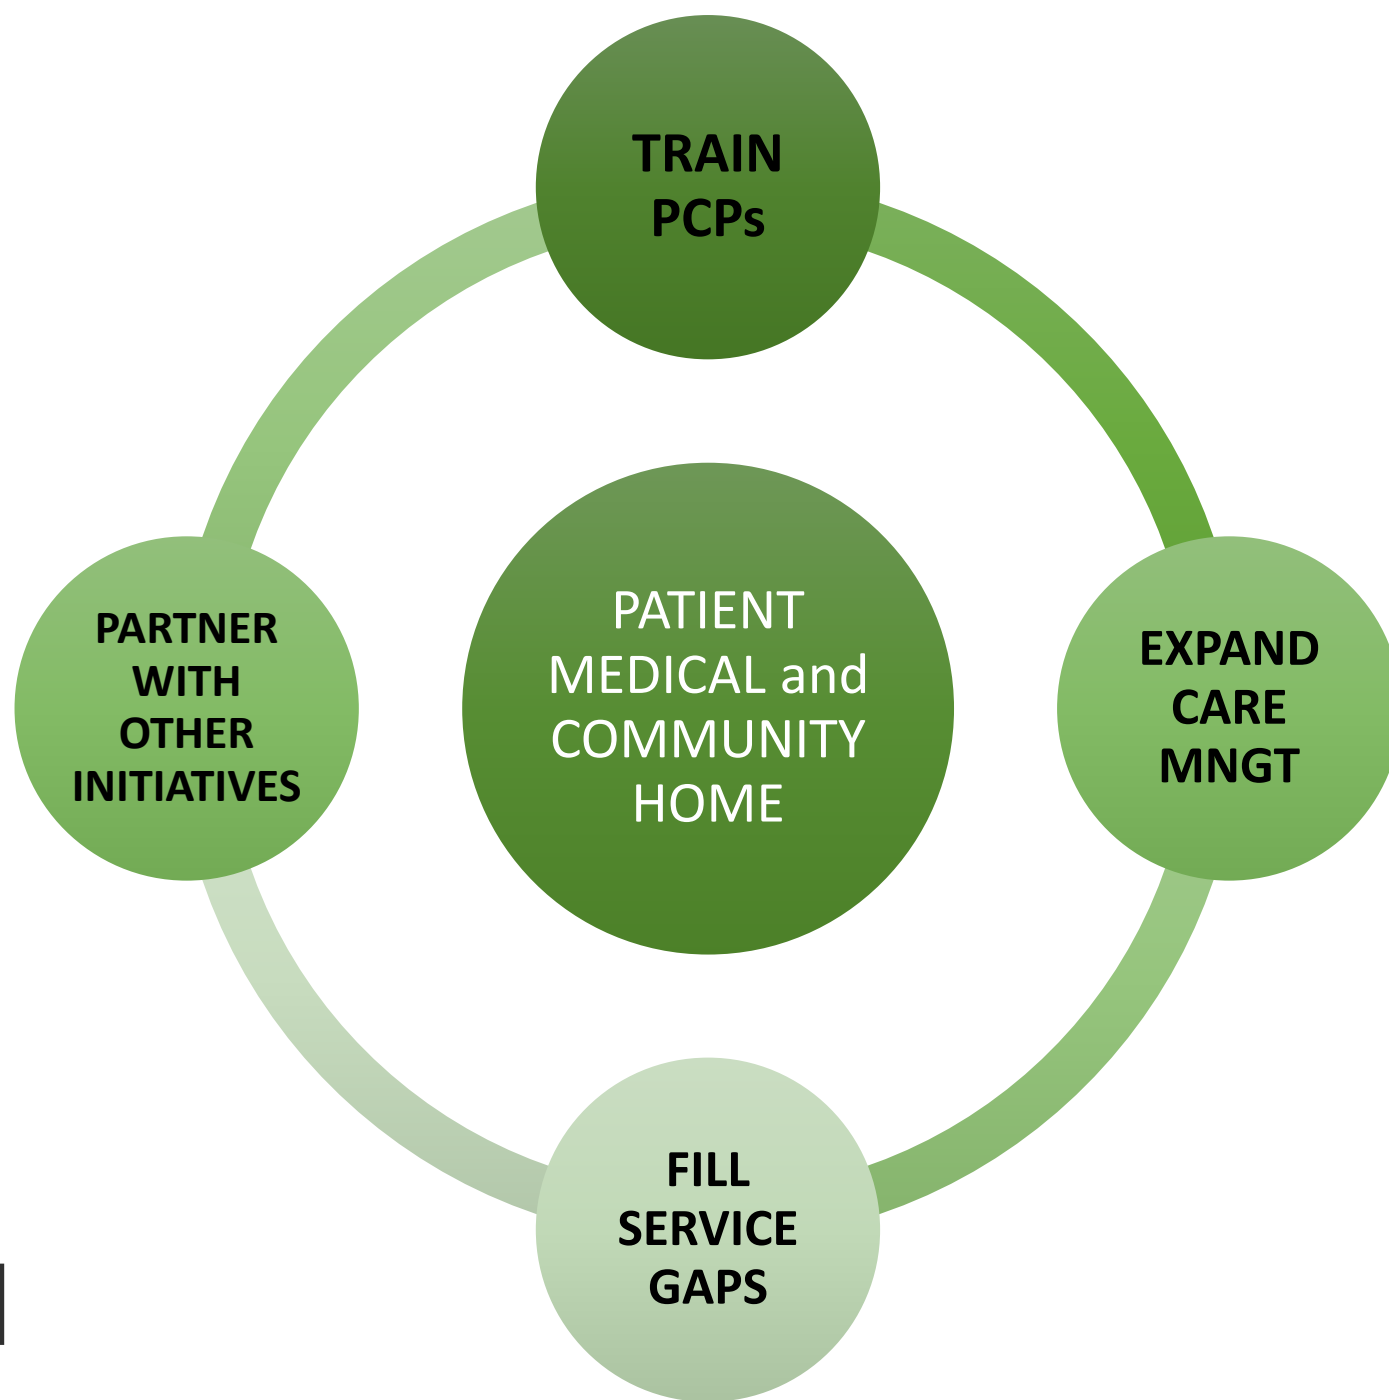 TRAIN
PCPs
PATIENT
MEDICAL and
COMMUNITY
HOME
EXPAND
CARE
MNGT
FILL
SERVICE
GAPS
PARTNER
WITH
OTHER
INITIATIVES